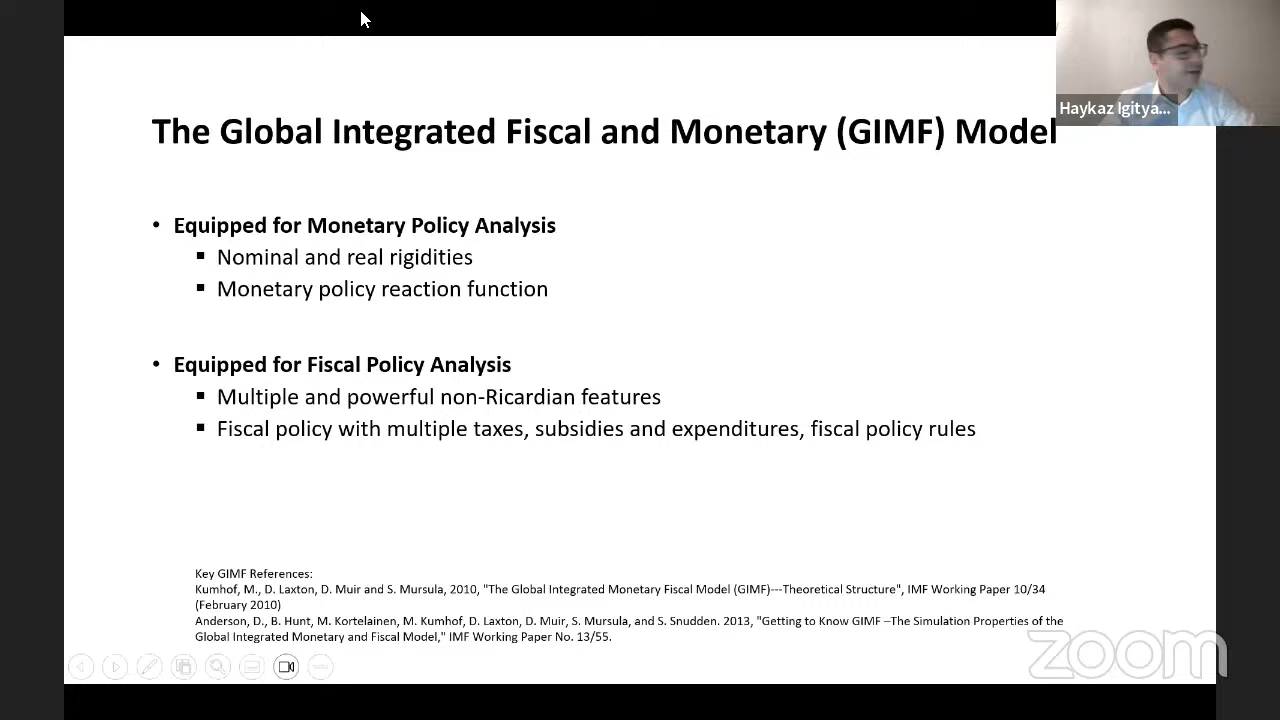 The Global Integrated Fiscal and Monetary (GIMF) Model
Haykaz Igitya...
• Equipped for Monetary Policy Analysis
▪ Nominal and real rigidities
▪ Monetary policy reaction function
• Equipped for Fiscal Policy Analysis
▪ Multiple and powerful non-Ricardian features
▪ Fiscal policy with multiple taxes, subsidies and expenditures, fiscal policy rules
Key GIMF References:
Kumhof, M., D. Laxton, D. Muir and S. Mursula, 2010, "The Global Integrated Monetary Fiscal Model (GIMF)---Theoretical Structure", IMF Working Paper 10/34
(February 2010)
Anderson, D., B. Hunt, M. Kortelainen, M. Kumhof, D. Laxton, D. Muir, S. Mursula, and S. Snudden. 2013, "Getting to Know GIMF –The Simulation Properties of the
Global Integrated Monetary and Fiscal Model," IMF Working Paper No. 13/55.
zoom